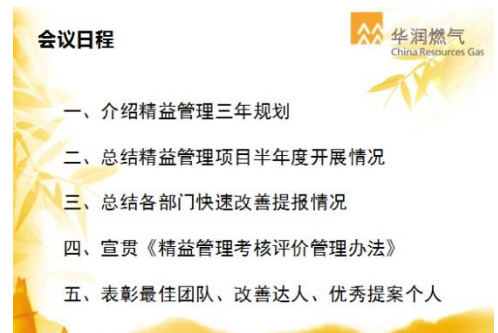 会议日程
华润燃气
China Resources Gas
一、介绍精益管理三年规划
二、总结精益管理项目半年度开展情况
三、总结各部门快速改善提报情况
四、宣贯《精益管理考核评价管理办法》
五、表彰最佳团队、改善达人、优秀提案个人